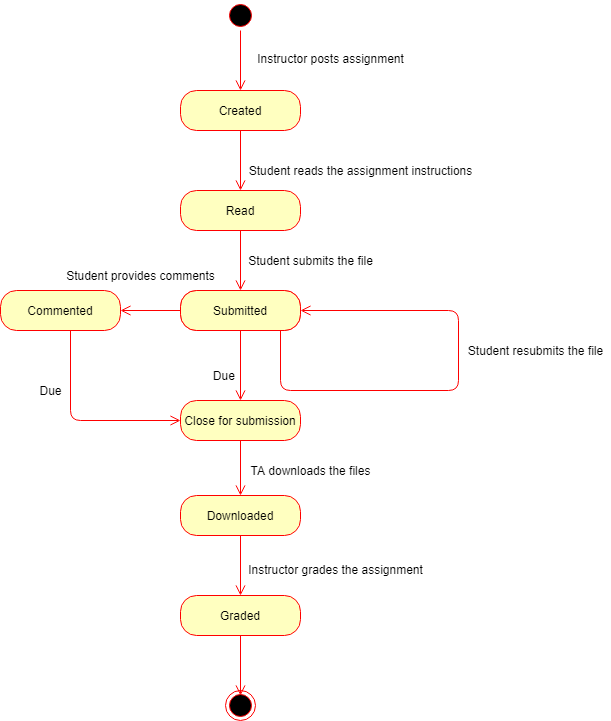 Instructor posts assignment
Created
Student reads the assignment instructions
Read
Student submits the file
Student provides comments
Commented
Submitted
Student resubmits the file
Due
Due
Close for submission
TA downloads the files
Downloaded
Instructor grades the assignment
Graded